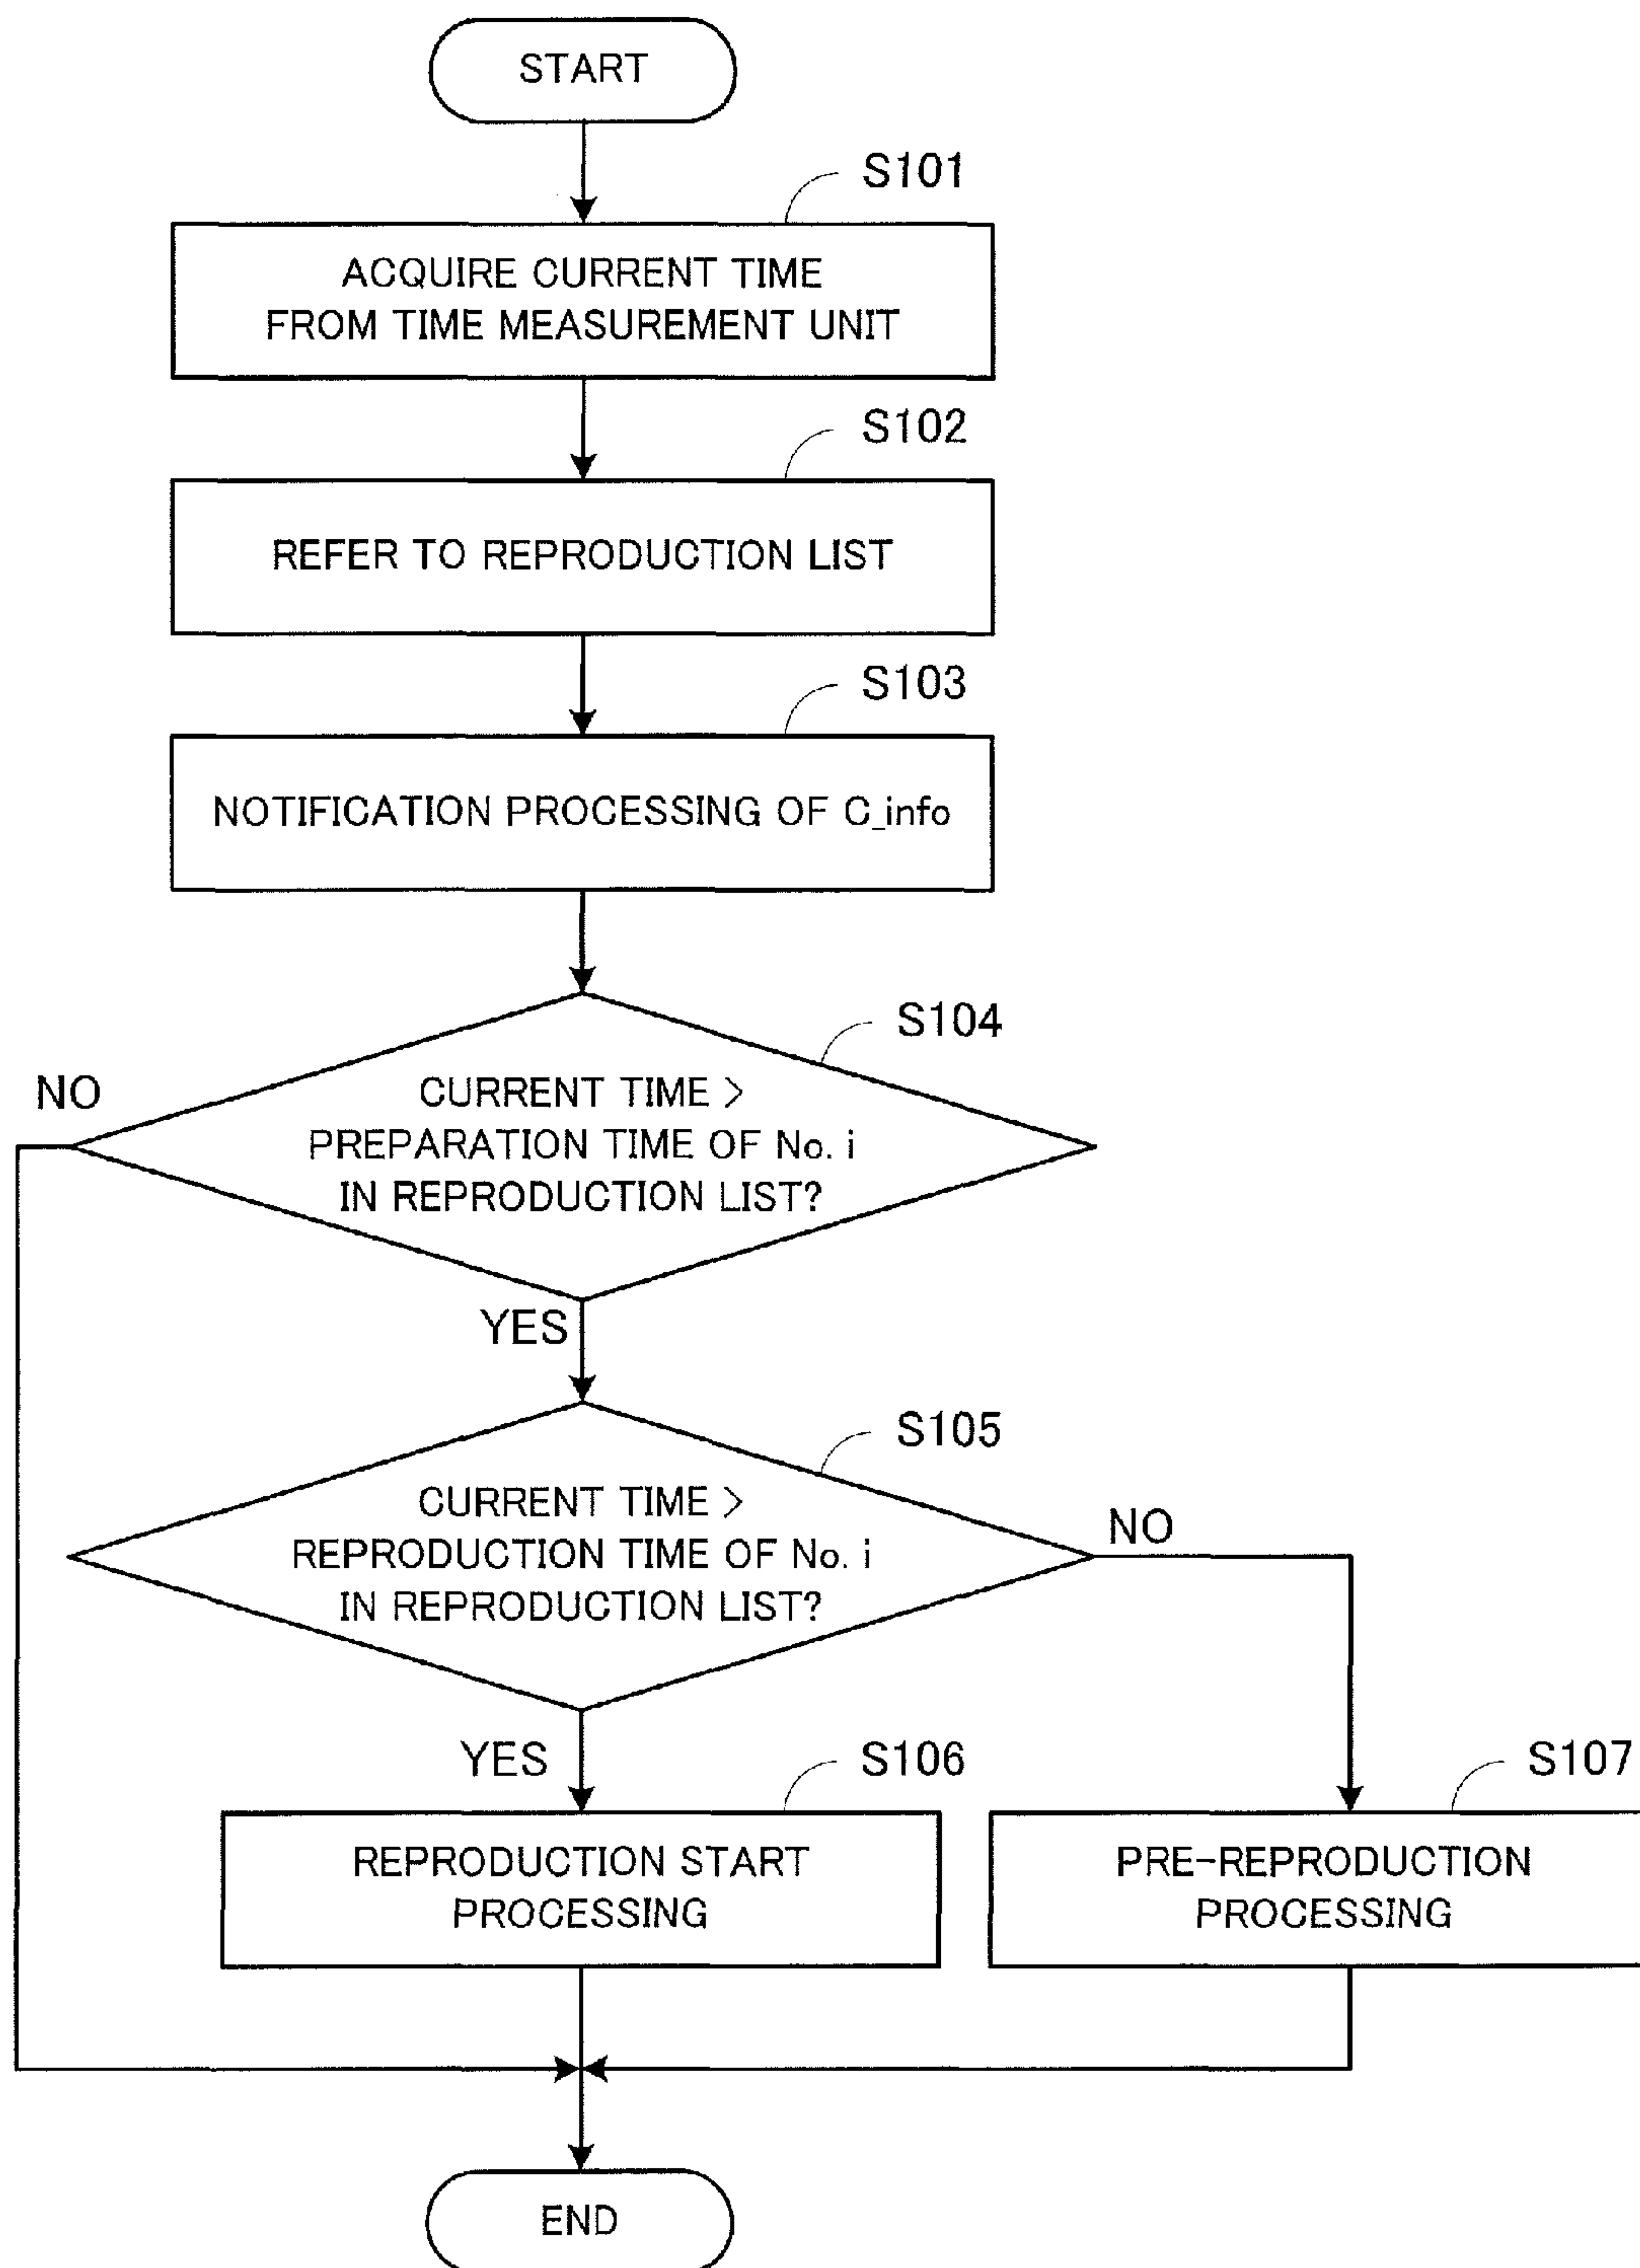 START
S101
ACQUIRE CURRENT TIME
FROM TIME MEASUREMENT UNIT
S102
REFER TO REPRODUCTION LIST
S103
NOTIFICATION PROCESSING OF C_info
S104
NO
CURRENT TIME >
PREPARATION TIME OF No. i
IN REPRODUCTION LIST?
YES
S105
CURRENT TIME >
REPRODUCTION TIME OF No. i
IN REPRODUCTION LIST?
NO
YES
S106
S107
REPRODUCTION START
PROCESSING
PRE-REPRODUCTION
PROCESSING
END